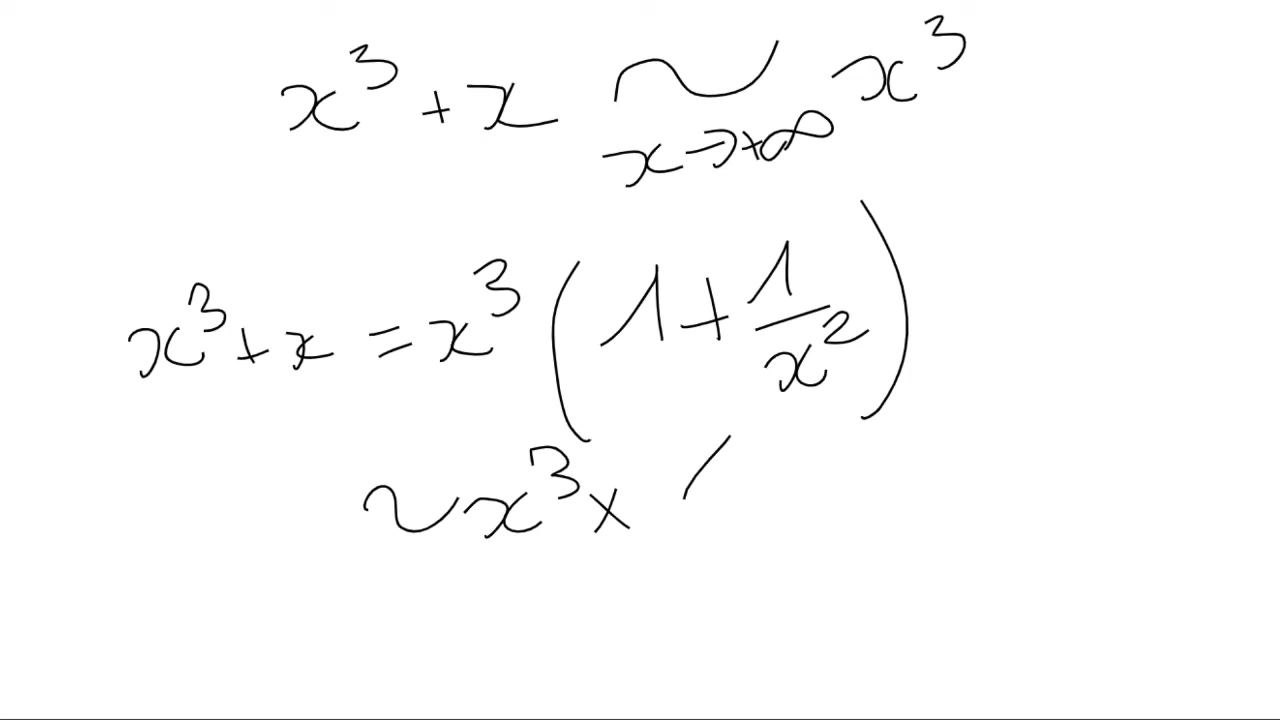 x³ + x ~ x³
x→+∞
x³ + x = x³ (1 + 1/x²)
~ x³ ×